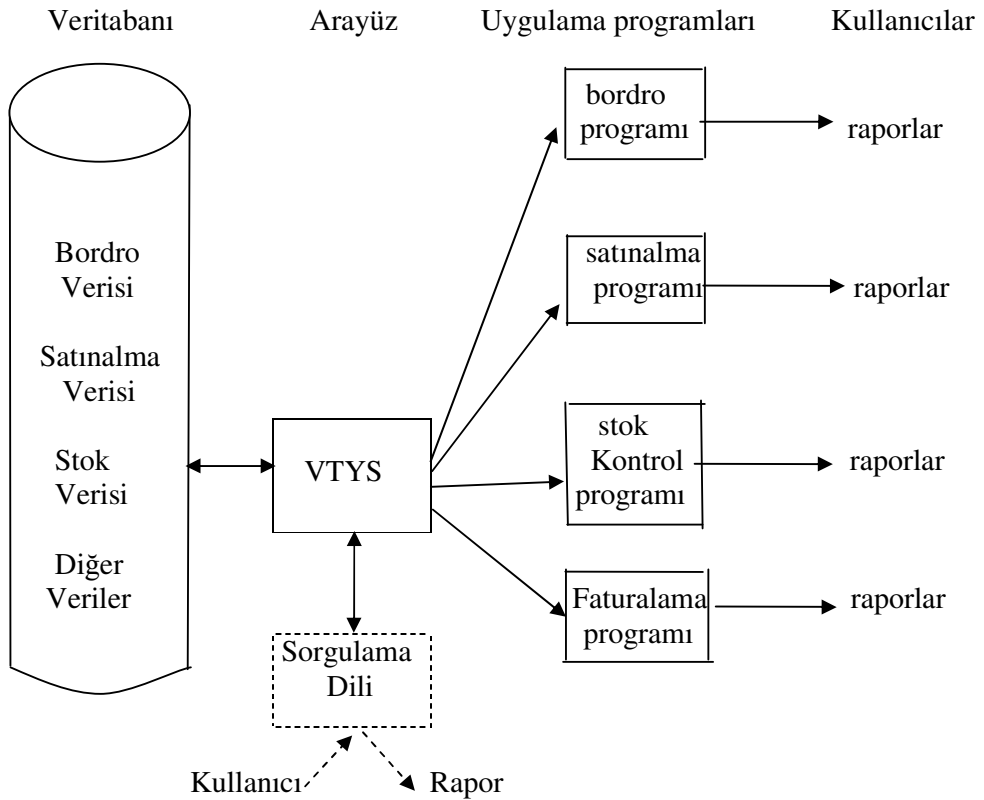 Veritabanı
Arayüz
Uygulama programları
Kullanıcılar
Bordro
Verisi
Satınalma
Verisi
Stok
Verisi
Diğer
Veriler
VTYS
Sorgulama
Dili
Kullanıcı
Rapor
bordro
programı
raporlar
satınalma
programı
raporlar
stok
Kontrol
programı
raporlar
Faturalama
programı
raporlar